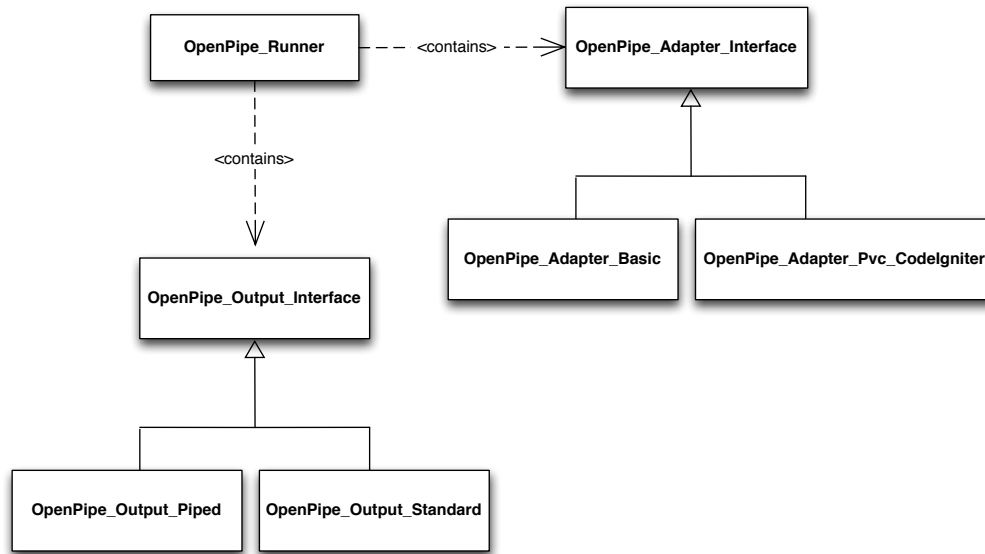 OpenPipe_Runner
<contains>
OpenPipe_Adapter_Interface
<contains>
OpenPipe_Adapter_Basic
OpenPipe_Adapter_Pvc_CodeIgniter
OpenPipe_Output_Interface
OpenPipe_Output_Piped
OpenPipe_Output_Standard